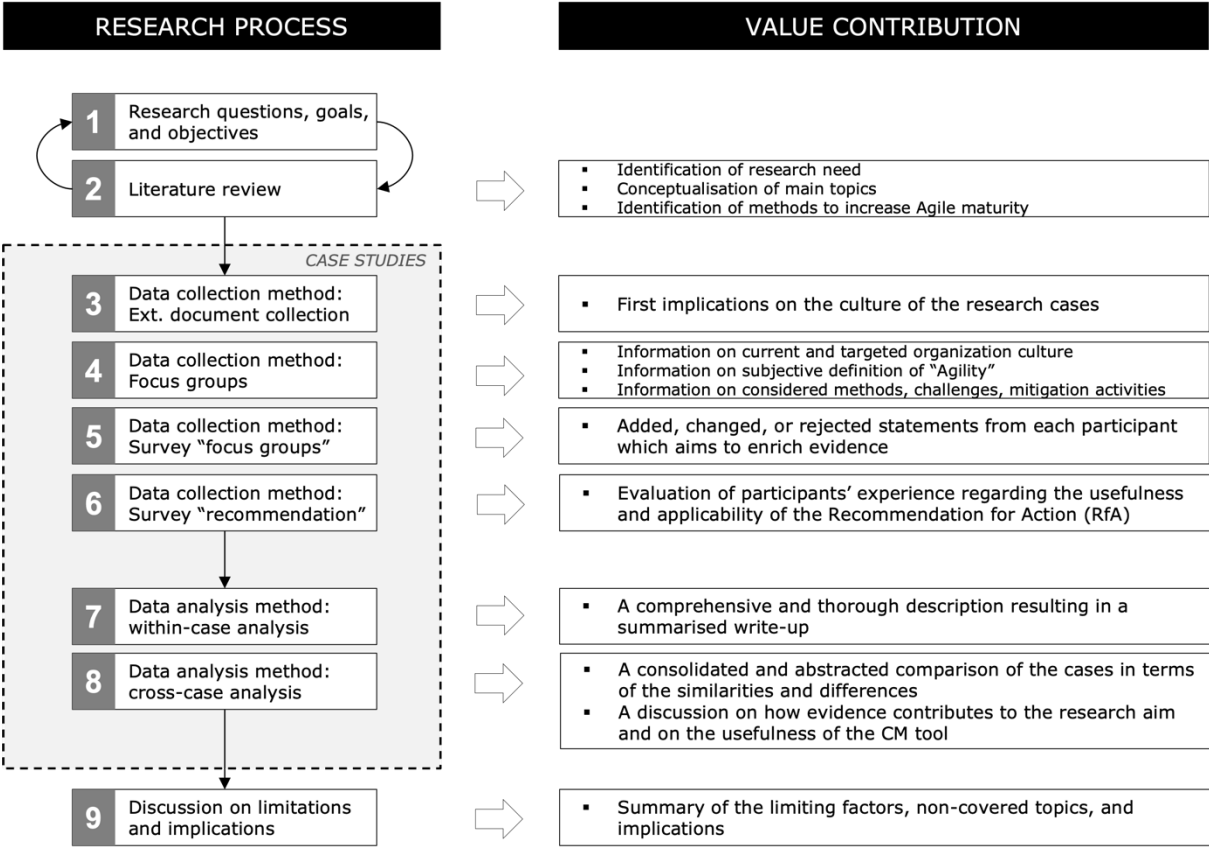 RESEARCH PROCESS
VALUE CONTRIBUTION
1
Research questions, goals,
and objectives
2
Literature review
▪ Identification of research need
▪ Conceptualisation of main topics
▪ Identification of methods to increase Agile maturity
CASE STUDIES
3
Data collection method:
Ext. document collection
▪ First implications on the culture of the research cases
4
Data collection method:
Focus groups
▪ Information on current and targeted organization culture
▪ Information on subjective definition of “Agility”
▪ Information on considered methods, challenges, mitigation activities
5
Data collection method:
Survey “focus groups”
▪ Added, changed, or rejected statements from each participant
which aims to enrich evidence
6
Data collection method:
Survey “recommendation”
▪ Evaluation of participants’ experience regarding the usefulness
and applicability of the Recommendation for Action (RfA)
7
Data analysis method:
within-case analysis
▪ A comprehensive and thorough description resulting in a
summarised write-up
8
Data analysis method:
cross-case analysis
▪ A consolidated and abstracted comparison of the cases in terms
of the similarities and differences
▪ A discussion on how evidence contributes to the research aim
and on the usefulness of the CM tool
9
Discussion on limitations
and implications
▪ Summary of the limiting factors, non-covered topics, and
implications